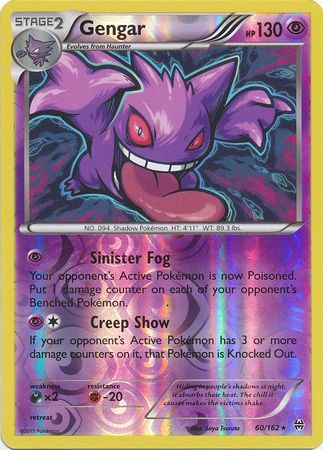 STAGE2
Gengar
HP130
Evolves from Haunter
NO. 094 Shadow Pokémon HT: 4'11" WT: 89.3 lbs.
Sinister Fog
Your opponent's Active Pokémon is now Poisoned.
Put 1 damage counter on each of your opponent's
Benched Pokémon.
Creep Show
If your opponent's Active Pokémon has 3 or more
damage counters on it, that Pokémon is Knocked Out.
weakness
×2
resistance
-20
retreat
Hiding in people's shadows at night,
it absorbs their heat. The chill it
causes makes the victims shake.
©2015 Pokémon
Illus. Saya Tsuruta
60/162★